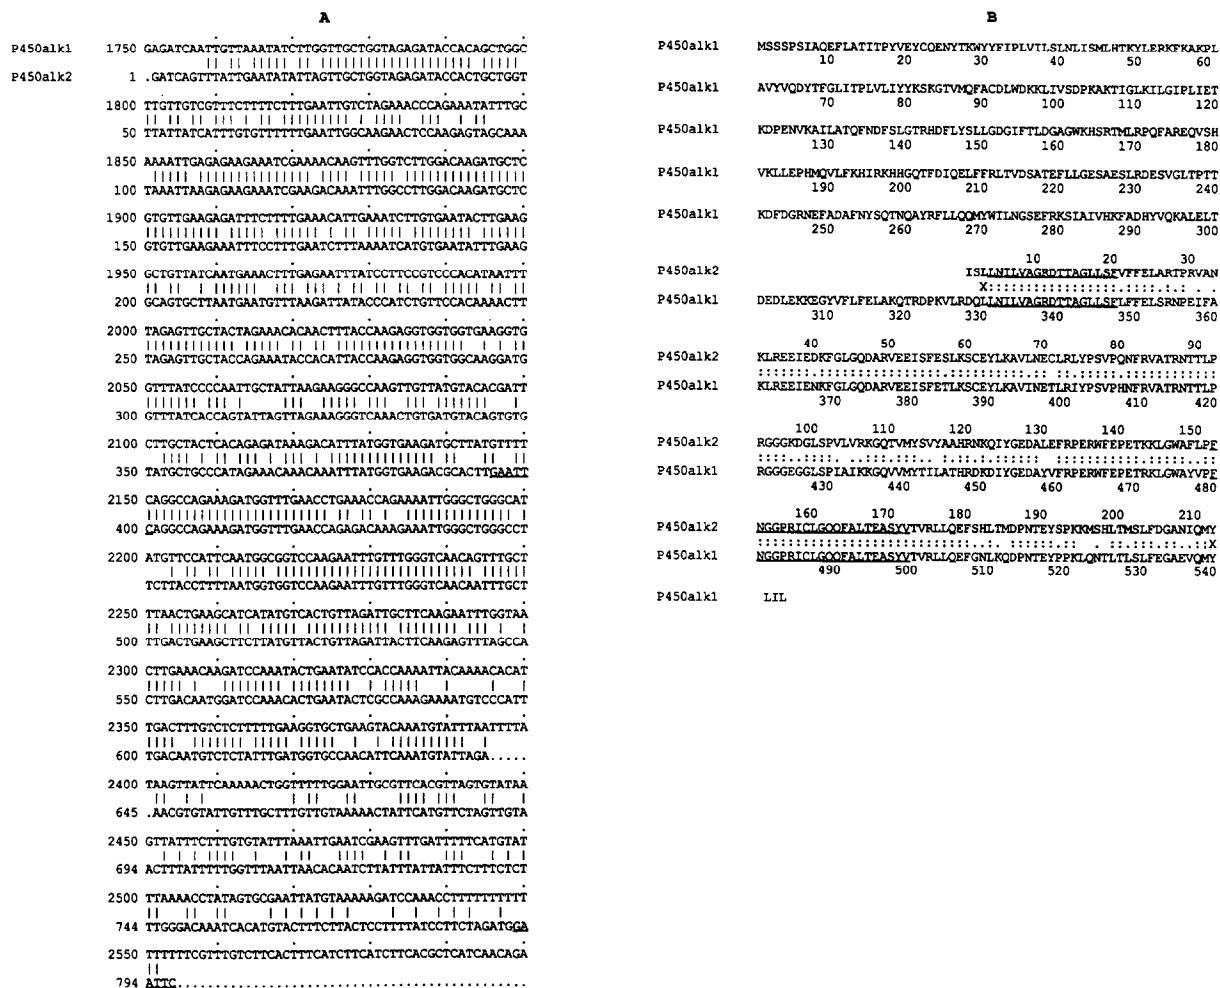 A
P450alk1 1750 GAGATCAATTGTTAAATATCTTGGTTGCTGGTAGAGATACCACAGCTGGC
P450alk2 1 .GATCAGTTTATTGAATATATTAGTTGCTGGTAGAGATACCACTGCTGGT
1800 TTGTTGTCGTTTCTTTTCTTTGAATTGTCTAGAAACCCAGAAATATTTGC
50 TTATTATCATTTGTGTTTTTTGAATTGGCAAGAACTCCAAGAGTAGCAAA
1850 AAAATTGAGAGAAGAAATCGAAAACAAGTTTGGTCTTGGACAAGATGCTC
100 TAAATTAAGAGAAGAAATCGAAGACAAATTTGGCCTTGGACAAGATGCTC
1900 GTGTTGAAGAGATTTCTTTTGAAACATTGAAATCTTGTGAATACTTGAAG
150 GTGTTGAAGAAATTTCCTTTGAATCTTTAAAATCATGTGAATATTTGAAG
1950 GCTGTTATCAATGAAACTTTGAGAATTTATCCTTCCGTCCCACATAATTT
200 GCAGTGCTTAATGAATGTTTAAGATTATACCCATCTGTTCCACAAAACTT
2000 TAGAGTTGCTACTAGAAACACAACTTTACCAAGAGGTGGTGGTGAAGGTG
250 TAGAGTTGCTACCAGAAATACCACATTACCAAGAGGTGGTGGCAAGGATG
2050 GTTTATCCCCAATTGCTATTAAGAAGGGCCAAGTTGTTATGTACACGATT
300 GTTTATCACCAGTATTAGTTAGAAAGGGTCAAACTGTGATGTACAGTGTG
2100 CTTGCTACTCACAGAGATAAAGACATTTATGGTGAAGATGCTTATGTTTT
350 TATGCTGCCCATAGAAACAAACAAATTTATGGTGAAGACGCACTTGAATT
2150 CAGGCCAGAAAGATGGTTTGAACCTGAAACCAGAAAATTGGGCTGGGCAT
400 CAGGCCAGAAAGATGGTTTGAACCAGAGACAAAGAAATTGGGCTGGGCCT
2200 ATGTTCCATTCAATGGCGGTCCAAGAATTTGTTTGGGTCAACAGTTTGCT
TCTTACCTTTTAATGGTGGTCCAAGAATTTGTTTGGGTCAACAATTTGCT
2250 TTAACTGAAGCATCATATGTCACTGTTAGATTGCTTCAAGAATTTGGTAA
500 TTGACTGAAGCTTCTTATGTTACTGTTAGATTACTTCAAGAGTTTAGCCA
2300 CTTGAAACAAGATCCAAATACTGAATATCCACCAAAATTACAAAACACAT
550 CTTGACAATGGATCCAAACACTGAATACTCGCCAAAGAAAATGTCCCATT
2350 TGACTTTGTCTCTTTTTGAAGGTGCTGAAGTACAAATGTATTTAATTTTA
600 TGACAATGTCTCTATTTGATGGTGCCAACATTCAAATGTATTAGA.....
2400 TAAGTTATTCAAAAACTGGTTTTTGGAATTGCGTTCACGTTAGTGTATAA
645 .AACGTGTATTGTTTGCTTTGTTGTAAAAACTATTCATGTTCTAGTTGTA
2450 GTTATTTCTTTGTGTATTTAAATTGAATCGAAGTTTGATTTTTCATGTAT
694 ACTTTATTTTTGGTTTAATTAACACAATCTTATTTATTATTTCTTTCTCT
2500 TTAAAACCTATAGTGCGAATTATGTAAAAAGATCCAAACCTTTTTTTTTT
744 TTGGGACAAATCACATGTACTTTCTTACTCCTTTTATCCTTCTAGATGGA
2550 TTTTTTCGTTTGTCTTCACTTTCATCTTCATCTTCACGCTCATCAACAGA
794 ATTC..............................................
B
P450alk1 MSSSPSIAQEFLATITPYVEYCQENYTKWYYFIPLVTLSLNLISMLHTKYLERKFKAKPL
10 20 30 40 50 60
P450alk1 AVYVQDYTFGLITPLVLIYYKSKGTVMQFACDLWDKKLIVSDPKAKTIGLKILGIPLIET
70 80 90 100 110 120
P450alk1 KDPENVKAILATQFNDFSLGTRHDFLYSLLGDGIFTLDGAGWKHSRTMLRPQFAREQVSH
130 140 150 160 170 180
P450alk1 VKLLEPHMQVLFKHIRKHHGQTFDIQELFFRLTVDSATEFLLGESAESLRDESVGLTPTT
190 200 210 220 230 240
P450alk1 KDFDGRNEFADAFNYSQTNQAYRFLLQQMYWILNGSEFRKSIAIVHKFADHYVQKALELT
250 260 270 280 290 300
10 20 30
P450alk2 ISLLNILVAGRDTTAGLLSFVFFELARTPRVAN
P450alk1 DEDLEKKEGYVFLFELAKQTRDPKVLRDQLLNILVAGRDTTAGLLSFLFFELSRNPEIFA
310 320 330 340 350 360
40 50 60 70 80 90
P450alk2 KLREEIEDKFGLGQDARVEEISFESLKSCEYLKAVLNECLRLYPSVPQNFRVATRNTTLP
P450alk1 KLREEIENKFGLGQDARVEEISFETLKSCEYLKAVINETLRIYPSVPHNFRVATRNTTLP
370 380 390 400 410 420
100 110 120 130 140 150
P450alk2 RGGGKDGLSPVLVRKGQTVMYSVYAAHRNKQIYGEDALEFRPERWFEPETKKLGWAFLPF
P450alk1 RGGGEGGLSPIAIKKGQVVMYTILATHRDKDIYGEDAYVFRPERWFEPETRKLGWAYVPF
430 440 450 460 470 480
160 170 180 190 200 210
P450alk2 NGGPRICLGQQFALTEASYVTVRLLQEFSHLTMDPNTEYSPKKMSHLTMSLFDGANIQMY
P450alk1 NGGPRICLGQQFALTEASYVTVRLLQEFGNLKQDPNTEYPPKLQNTLTLSLFEGAEVQMY
490 500 510 520 530 540
P450alk1 LIL